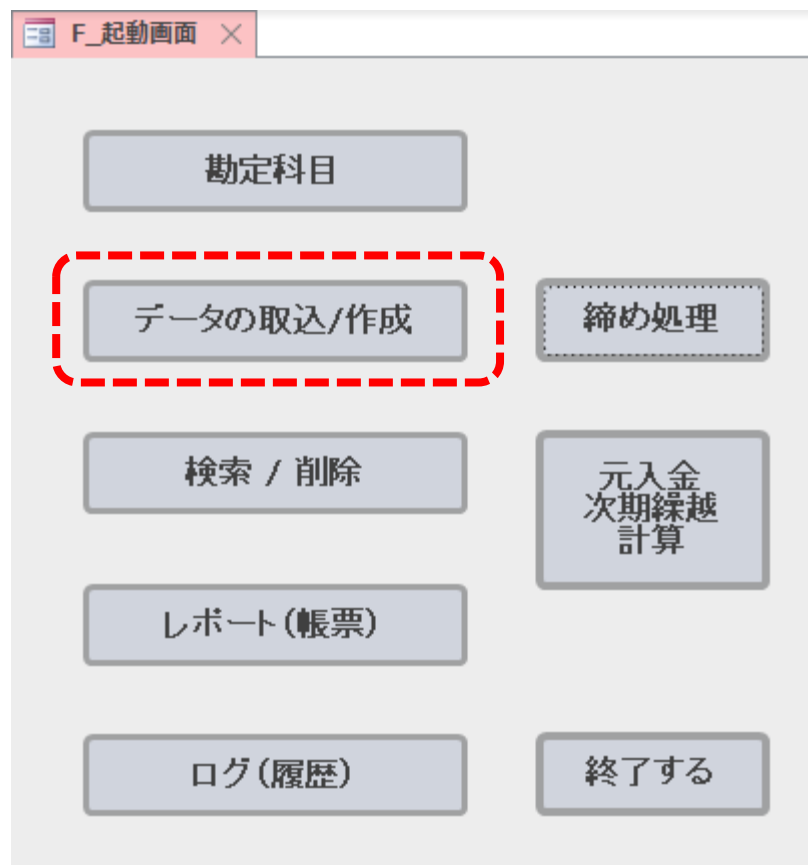 F_起動画面
勘定科目
データの取込/作成
締め処理
検索 / 削除
元入金
次期繰越
計算
レポート(帳票)
ログ(履歴)
終了する